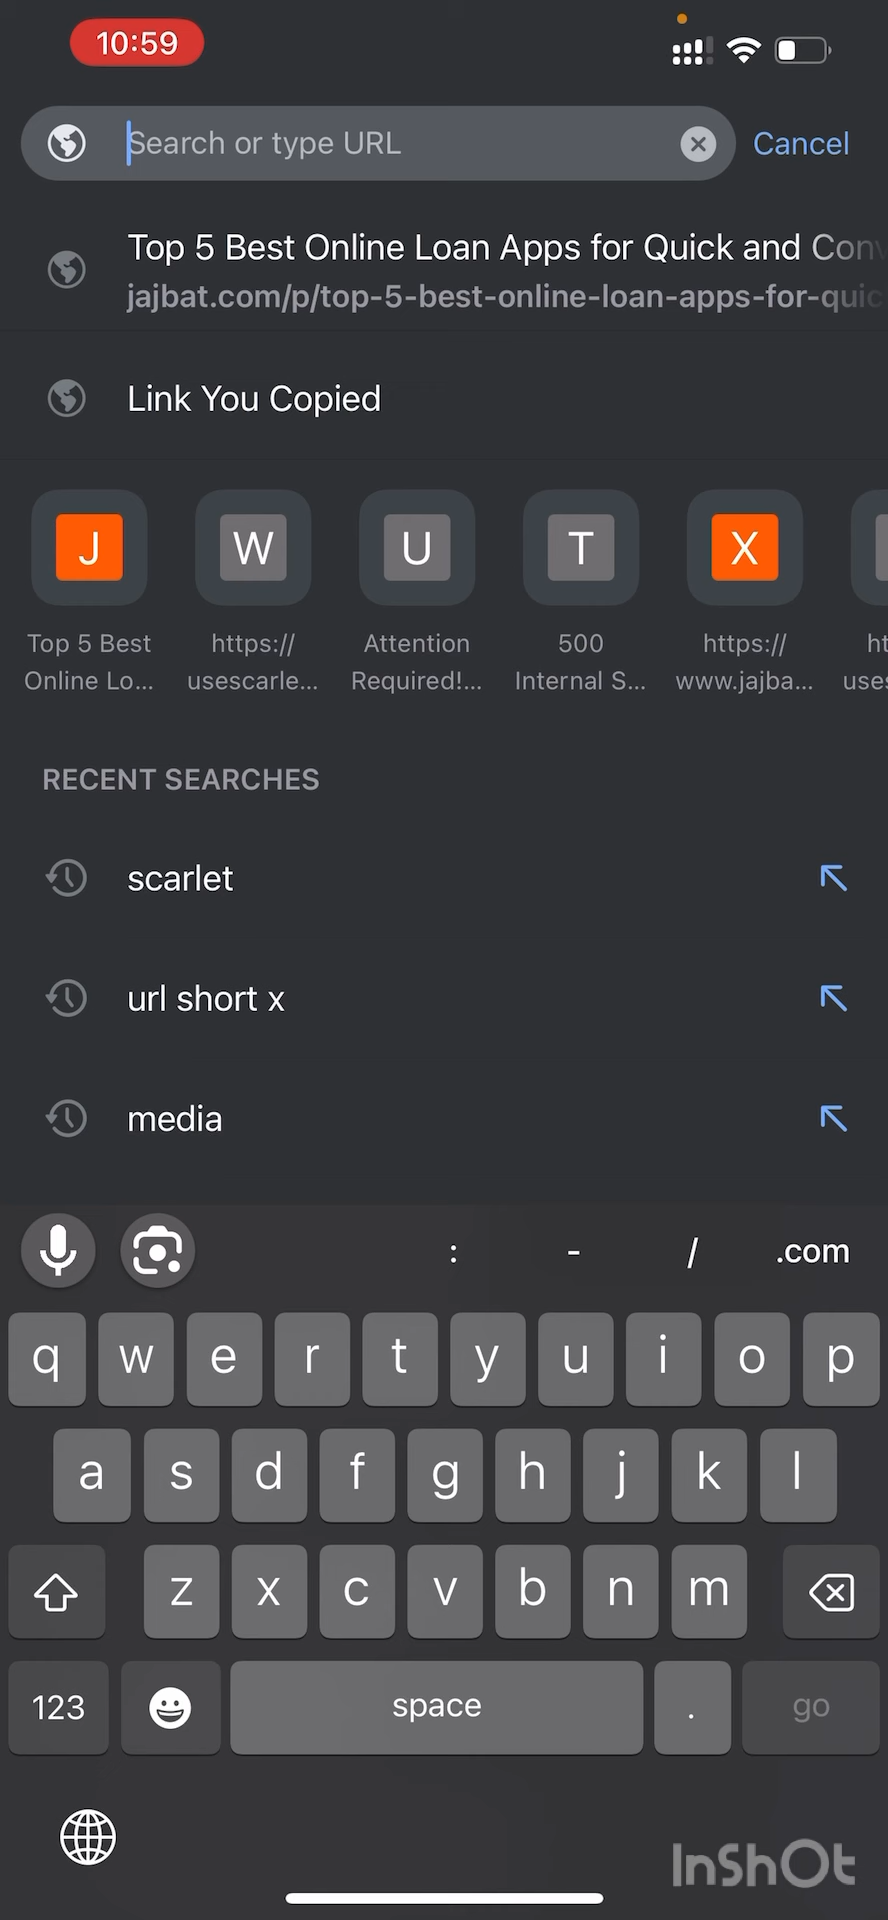 10:59
Search or type URL
Cancel
Top 5 Best Online Loan Apps for Quick and Conv
jajbat.com/p/top-5-best-online-loan-apps-for-quic
Link You Copied
J W U T X
Top 5 Best https:// Attention 500 https:// ht
Online Lo... usescarle... Required!... Internal S... www.jajba... uses
RECENT SEARCHES
scarlet
url short x
media
: - / .com
q w e r t y u i o p
a s d f g h j k l
z x c v b n m
123 space . go
InShOt